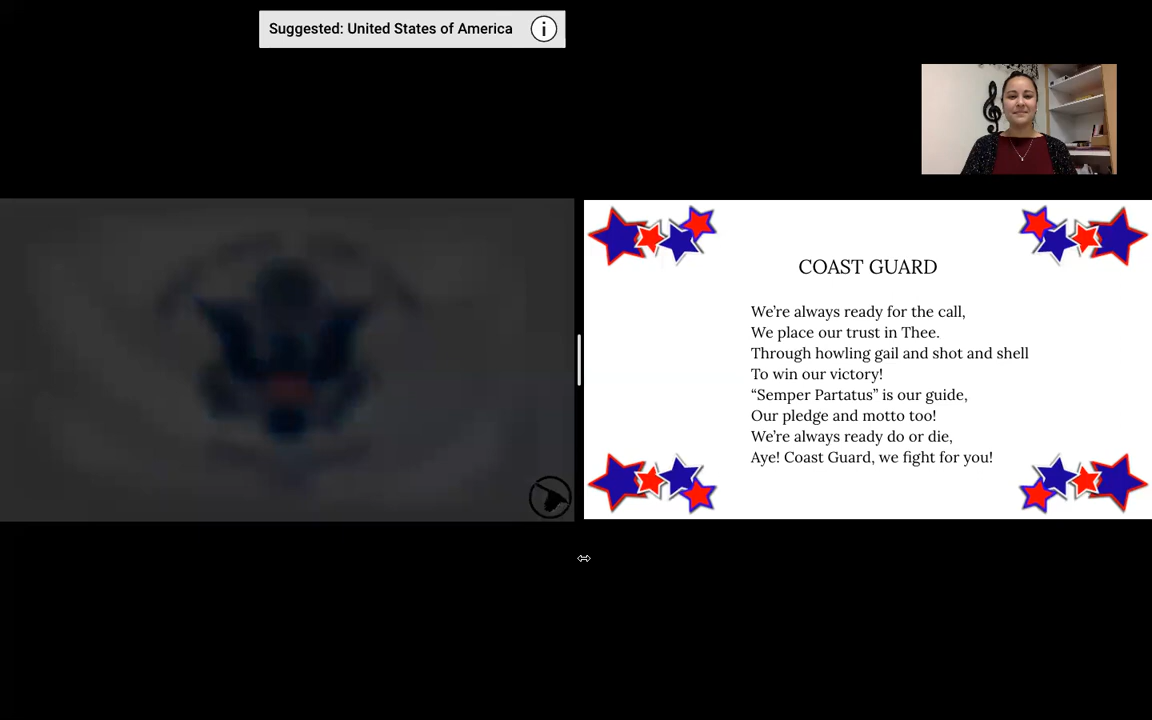 Suggested: United States of America
COAST GUARD
We’re always ready for the call,
We place our trust in Thee.
Through howling gail and shot and shell
To win our victory!
“Semper Partatus” is our guide,
Our pledge and motto too!
We’re always ready do or die,
Aye! Coast Guard, we fight for you!